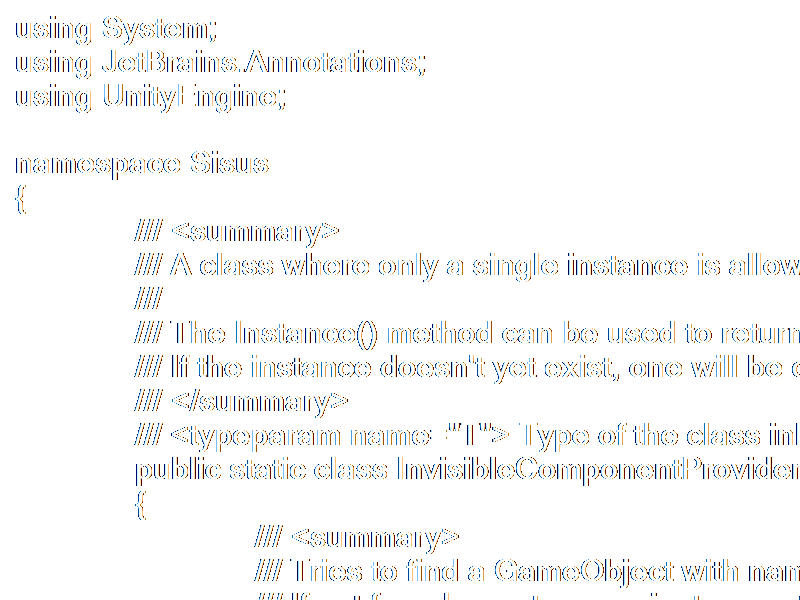 using System;
using JetBrains.Annotations;
using UnityEngine;

namespace Sisus
{
/// <summary>
/// A class where only a single instance is allow
///
/// The Instance() method can be used to return
/// If the instance doesn't yet exist, one will be
/// </summary>
/// <typeparam name="T"> Type of the class inh
public static class InvisibleComponentProvider
{
/// <summary>
/// Tries to find a GameObject with nam